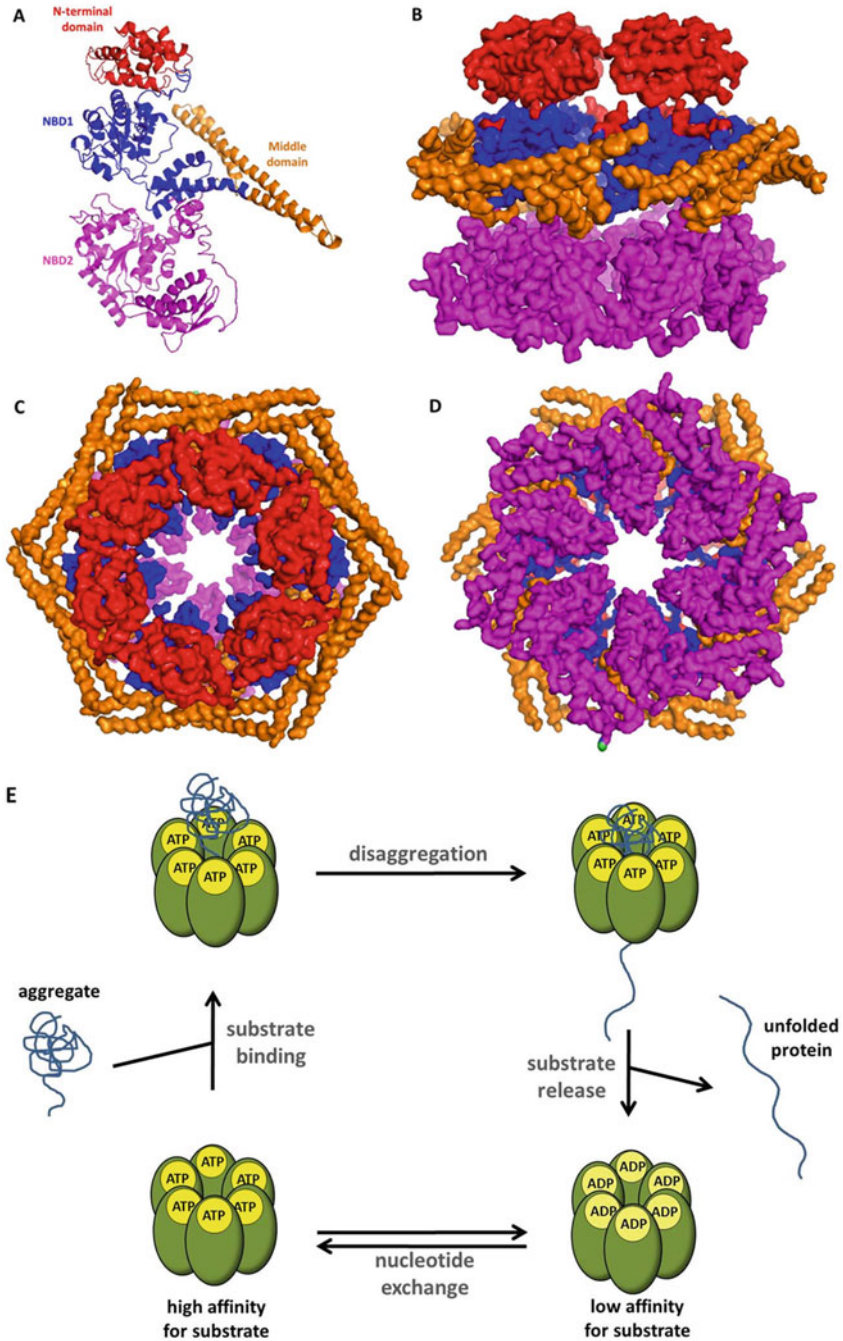 A
N-terminal
domain
NBD1
Middle
domain
NBD2
B
C
D
E
ATP
ATP
ATP
ATP
ATP
ATP
disaggregation
ATP
ATP
ATP
ATP
ATP
ATP
aggregate
substrate
binding
substrate
release
unfolded
protein
ATP
ATP
ATP
ATP
ATP
ATP
nucleotide
exchange
ADP
ADP
ADP
ADP
ADP
ADP
high affinity
for substrate
low affinity
for substrate